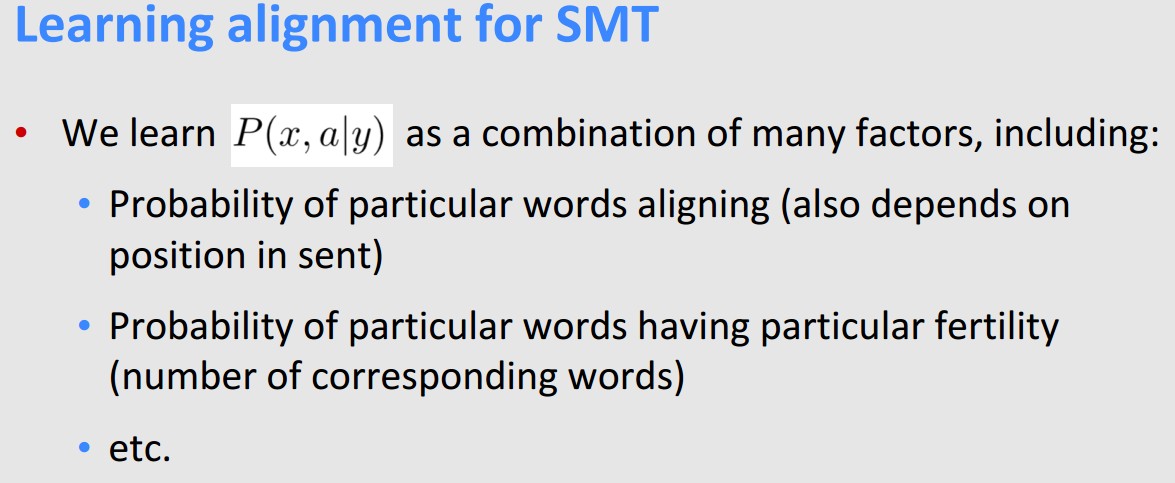 Learning alignment for SMT
• We learn P(x, a|y) as a combination of many factors, including:
• Probability of particular words aligning (also depends on
position in sent)
• Probability of particular words having particular fertility
(number of corresponding words)
• etc.